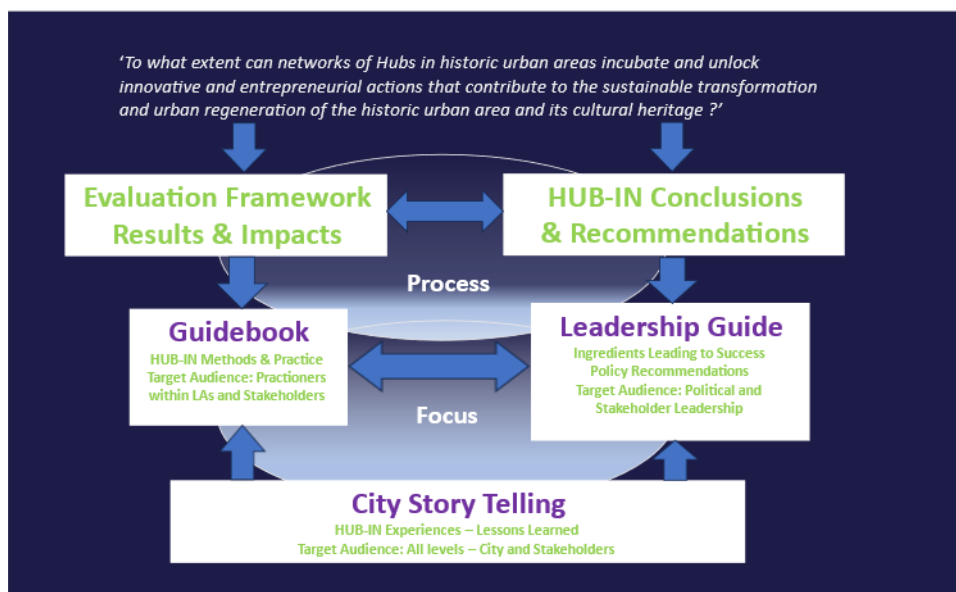 ‘To what extent can networks of Hubs in historic urban areas incubate and unlock
innovative and entrepreneurial actions that contribute to the sustainable transformation
and urban regeneration of the historic urban area and its cultural heritage ?’
Evaluation Framework
Results & Impacts
HUB-IN Conclusions
& Recommendations
Process
Guidebook
HUB-IN Methods & Practice
Target Audience: Practioners
within LAs and Stakeholders
Leadership Guide
Ingredients Leading to Success
Policy Recommendations
Target Audience: Political and
Stakeholder Leadership
Focus
City Story Telling
HUB-IN Experiences – Lessons Learned
Target Audience: All levels – City and Stakeholders